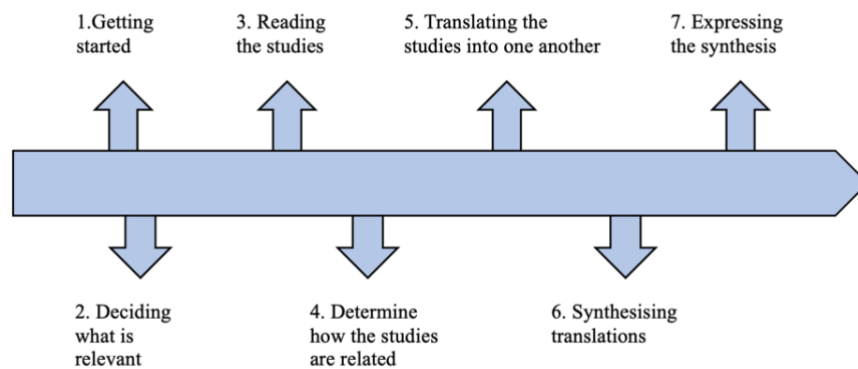 1.Getting
started
2. Deciding
what is
relevant
3. Reading
the studies
4. Determine
how the studies
are related
5. Translating the
studies into one another
6. Synthesising
translations
7. Expressing
the synthesis